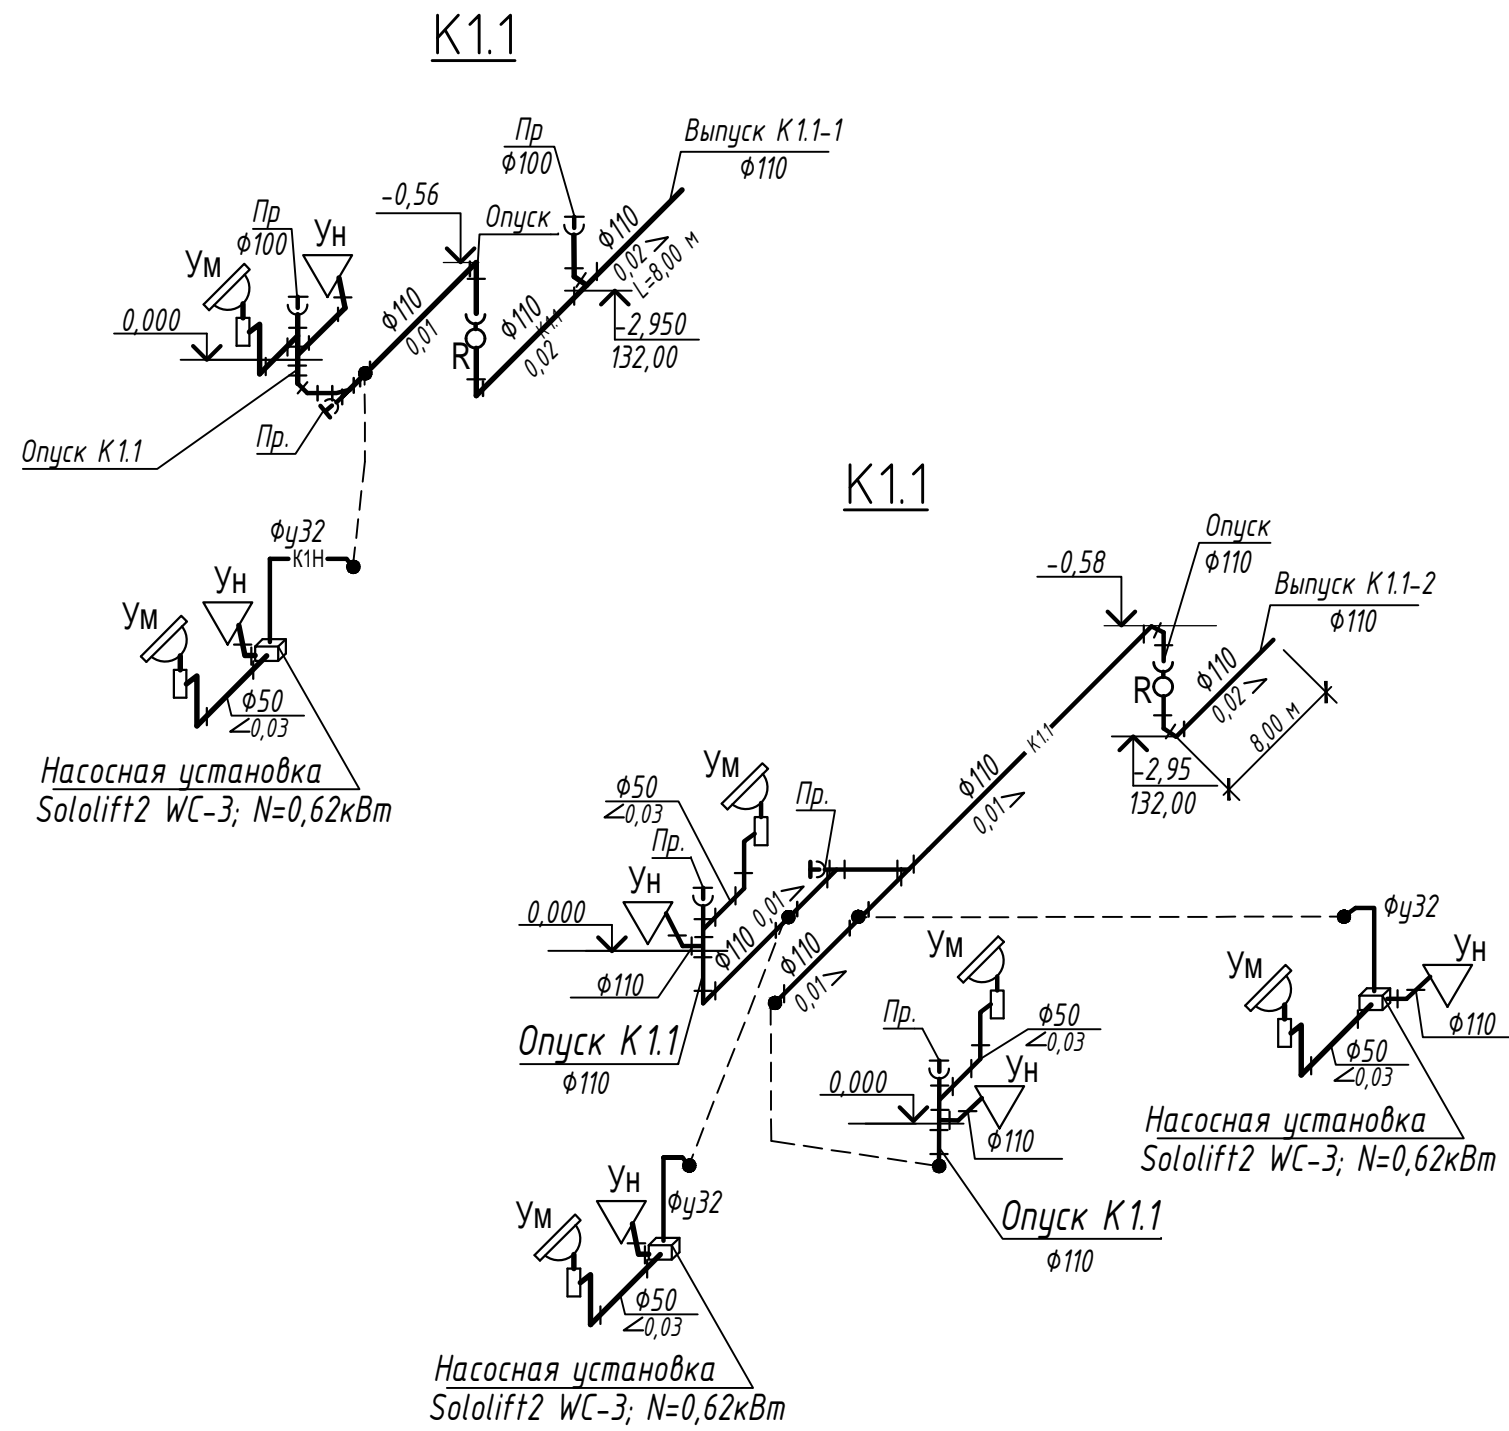 К1.1
Пр
Ф100
Выпуск К1.1-1
Ф110
-0,56
Опуск
Пр
Ф100
Ун
Ум
0,000
Ф110
0,01
Ф110
0,02
L=8,00 м
Ф110
К1.1
0,02
R
-2,950
132,00
Пр.
Опуск К1.1
Фу32
К1Н
Ун
Ум
Ф50
0,03
Насосная установка
Sololift2 WC-3; N=0,62кВт
К1.1
Опуск
Ф110
-0,58
Выпуск К1.1-2
Ф110
R
Ф110
0,02
8,00 м
-2,95
132,00
К1.1
Ф110
0,01
Ум
Ф50
0,03
Пр.
Пр.
Ун
0,000
Ф110
0,01
Ф110
Ф110
0,01
Опуск К1.1
Ф110
Ум
Пр.
Ф50
0,03
Ун
0,000
Ф110
Опуск К1.1
Ф110
Фу32
Ум
Ун
Ф110
Ф50
0,03
Насосная установка
Sololift2 WC-3; N=0,62кВт
Ун
Фу32
Ум
Ф50
0,03
Насосная установка
Sololift2 WC-3; N=0,62кВт